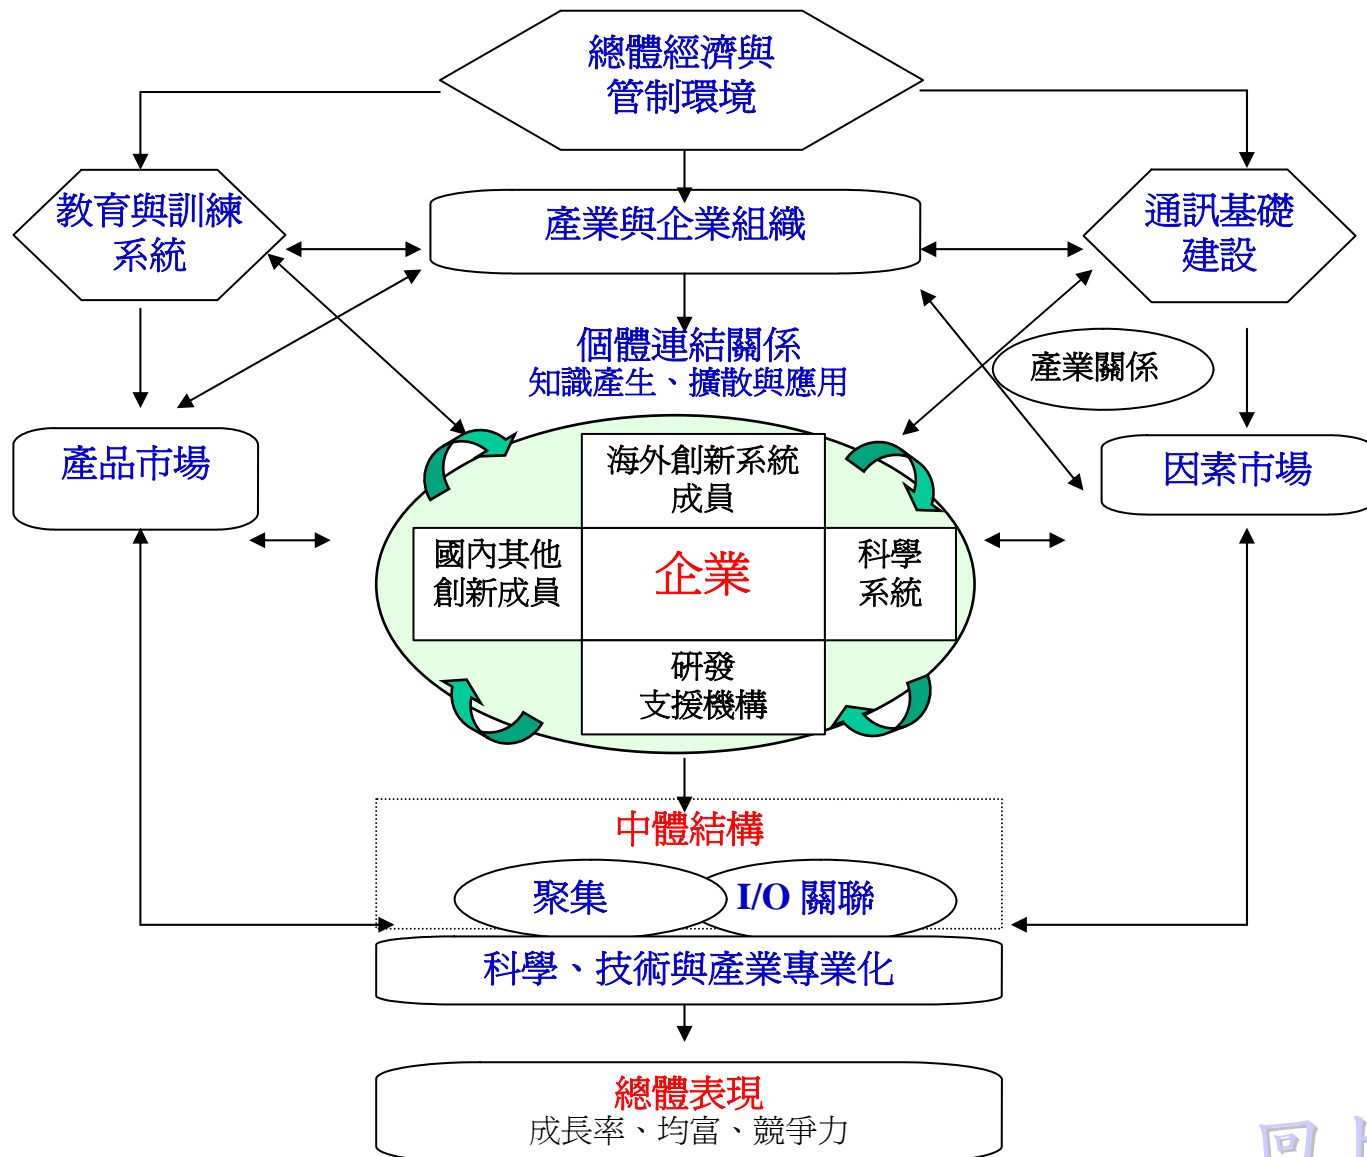 總體經濟與
管制環境
教育與訓練
系統
產業與企業組織
通訊基礎
建設
個體連結關係
知識產生、擴散與應用
產業關係
產品市場
因素市場
海外創新系統
成員
國內其他
創新成員
企業
科學
系統
研發
支援機構
中體結構
聚集
I/O 關聯
科學、技術與產業專業化
總體表現
成長率、均富、競爭力
回